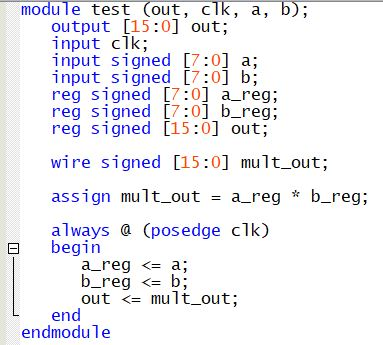 module test (out, clk, a, b);
output [15:0] out;
input clk;
input signed [7:0] a;
input signed [7:0] b;
reg signed [7:0] a_reg;
reg signed [7:0] b_reg;
reg signed [15:0] out;
wire signed [15:0] mult_out;
assign mult_out = a_reg * b_reg;
always @ (posedge clk)
begin
a_reg <= a;
b_reg <= b;
out <= mult_out;
end
endmodule